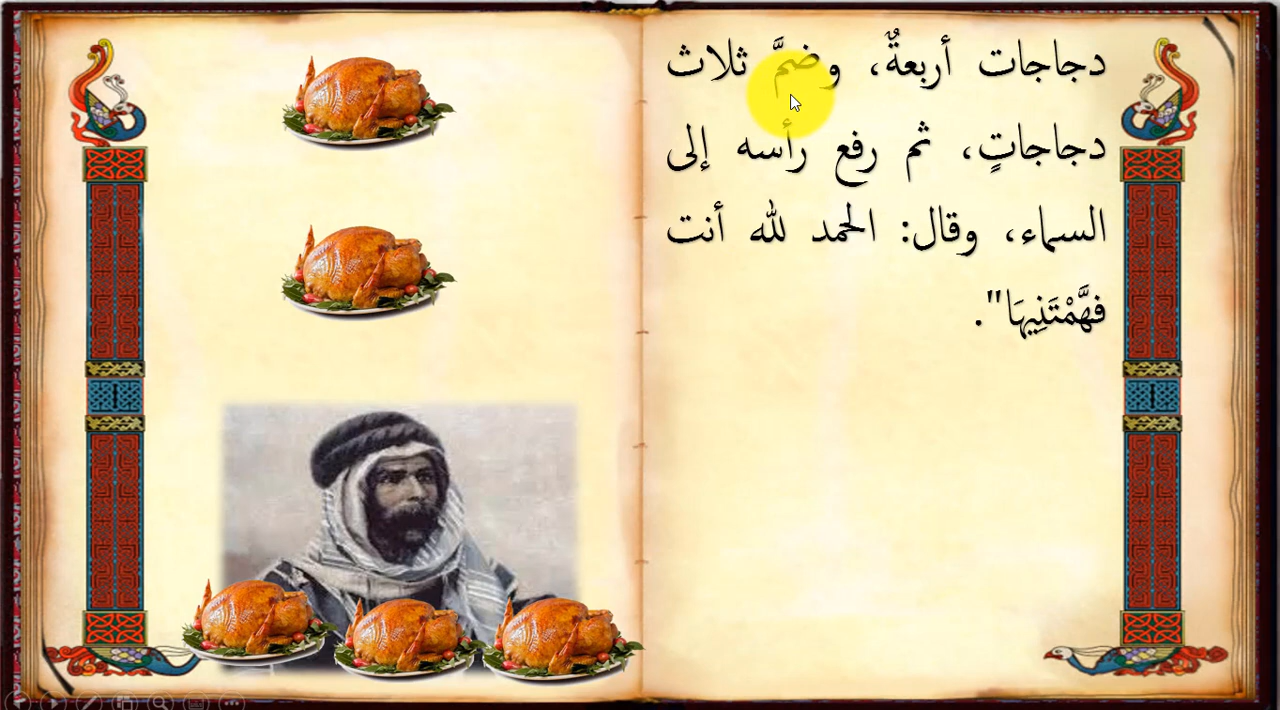 دجاجات أربعةٌ، وضمَّ ثلاث
دجاجاتٍ، ثم رفع رأسه إلى
السماء، وقال: الحمد لله أنت
فهَّمْتَنِيهَا".